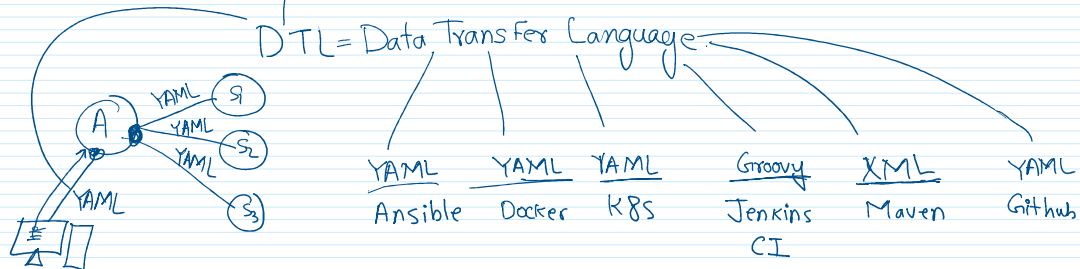 DTL = Data Transfer Language
YAML S1
A YAML S2
YAML S3
YAML
YAML YAML YAML Groovy XML YAML
Ansible Docker K8S Jenkins Maven Github
CI